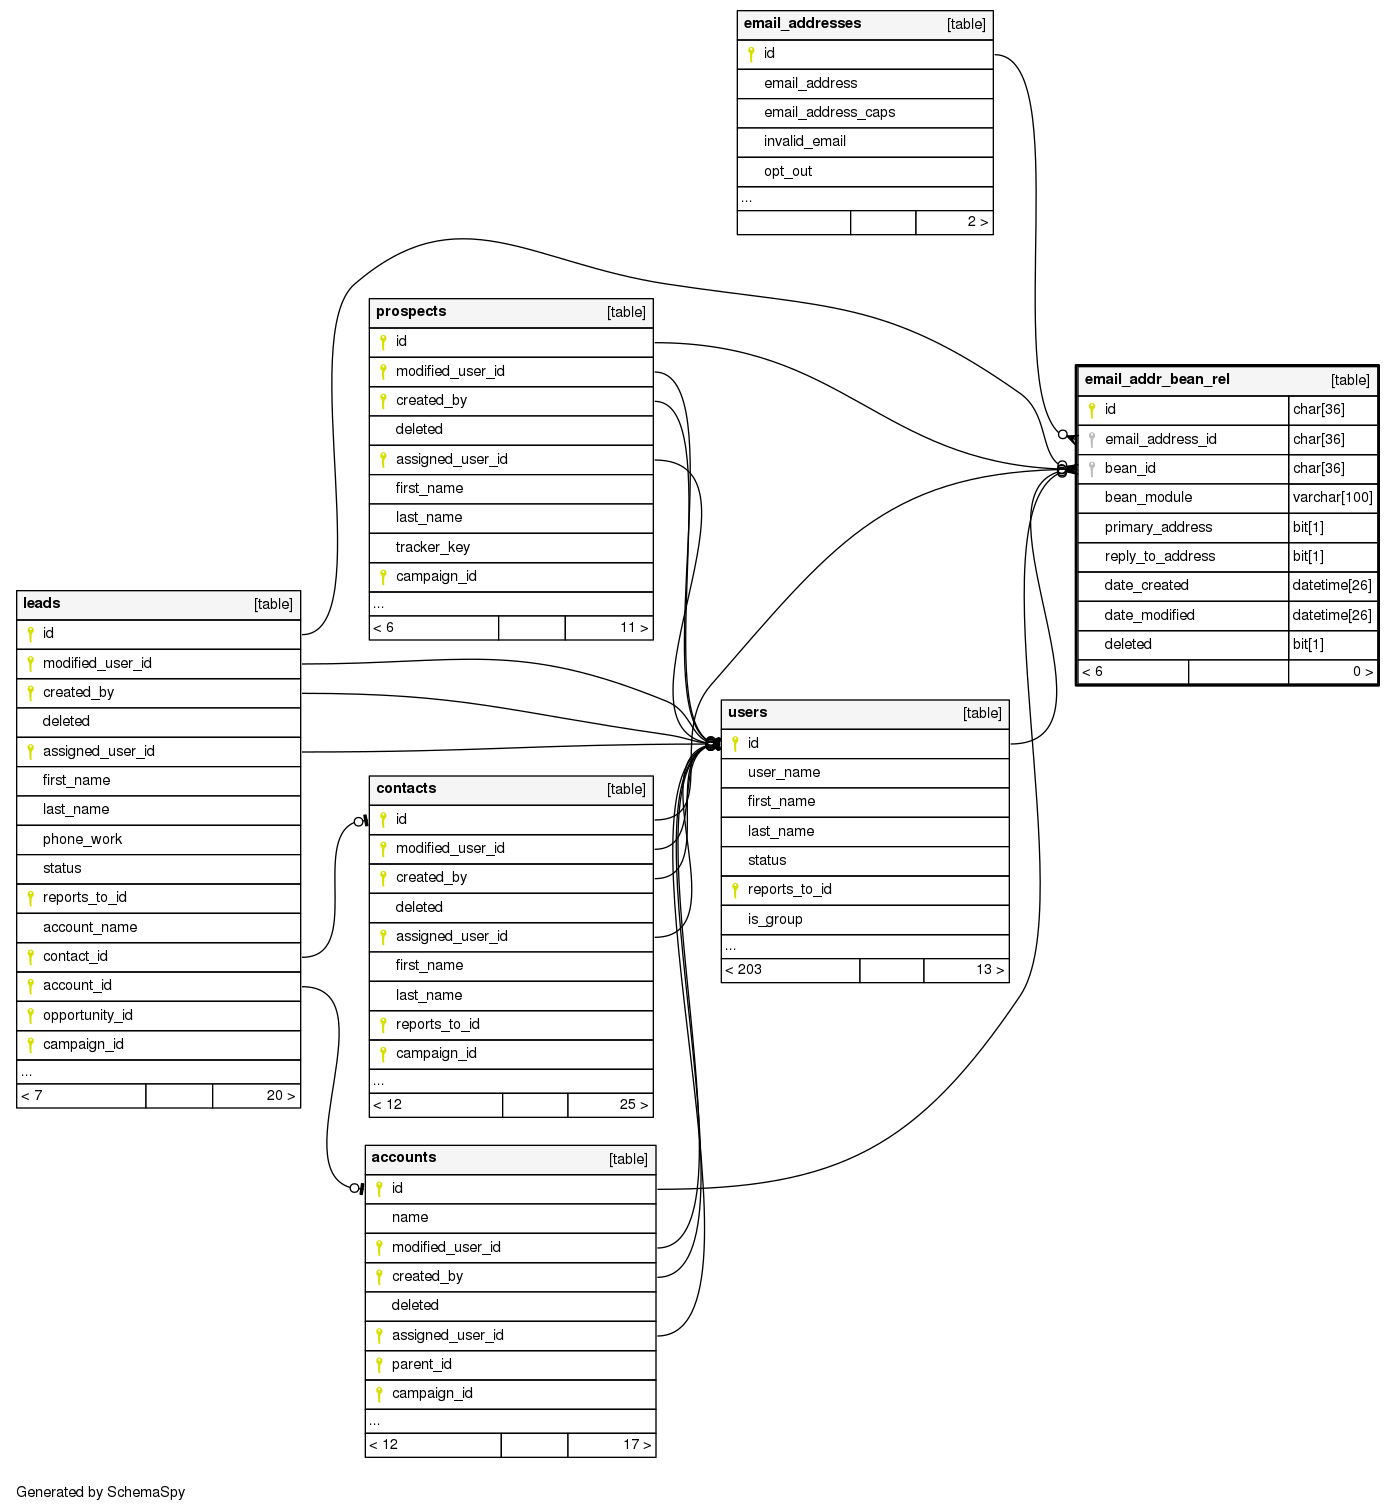 email_addresses [table]
id
email_address
email_address_caps
invalid_email
opt_out
...
2 >
prospects [table]
id
modified_user_id
created_by
deleted
assigned_user_id
first_name
last_name
tracker_key
campaign_id
...
< 6 11 >
email_addr_bean_rel [table]
id char[36]
email_address_id char[36]
bean_id char[36]
bean_module varchar[100]
primary_address bit[1]
reply_to_address bit[1]
date_created datetime[26]
date_modified datetime[26]
deleted bit[1]
< 6 0 >
leads [table]
id
modified_user_id
created_by
deleted
assigned_user_id
first_name
last_name
phone_work
status
reports_to_id
account_name
contact_id
account_id
opportunity_id
campaign_id
...
< 7 20 >
users [table]
id
user_name
first_name
last_name
status
reports_to_id
is_group
...
< 203 13 >
contacts [table]
id
modified_user_id
created_by
deleted
assigned_user_id
first_name
last_name
reports_to_id
campaign_id
...
< 12 25 >
accounts [table]
id
name
modified_user_id
created_by
deleted
assigned_user_id
parent_id
campaign_id
...
< 12 17 >
Generated by SchemaSpy